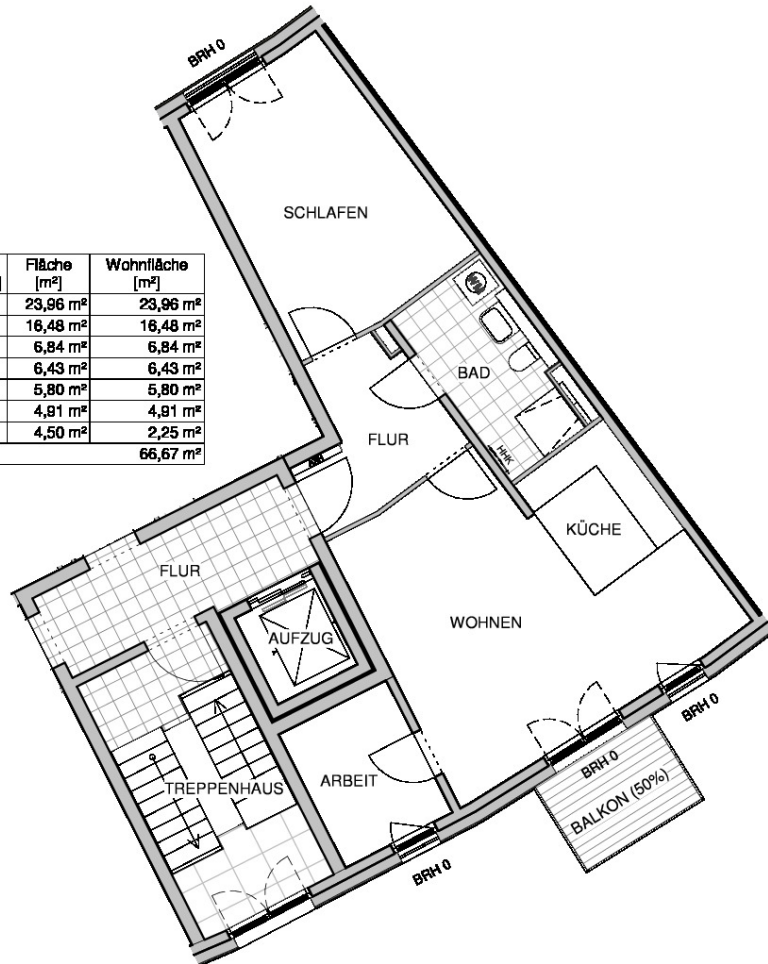 BRH 0
SCHLAFEN
Fläche Wohnfläche
[m²] [m²]
23,96 m² 23,96 m²
16,48 m² 16,48 m²
6,84 m² 6,84 m²
6,43 m² 6,43 m²
5,80 m² 5,80 m²
4,91 m² 4,91 m²
4,50 m² 2,25 m²
66,67 m²
BAD
FLUR
HHK
KÜCHE
FLUR
WOHNEN
AUFZUG
BRH 0
BRH 0
ARBEIT
TREPPENHAUS
BALKON (50%)
BRH 0